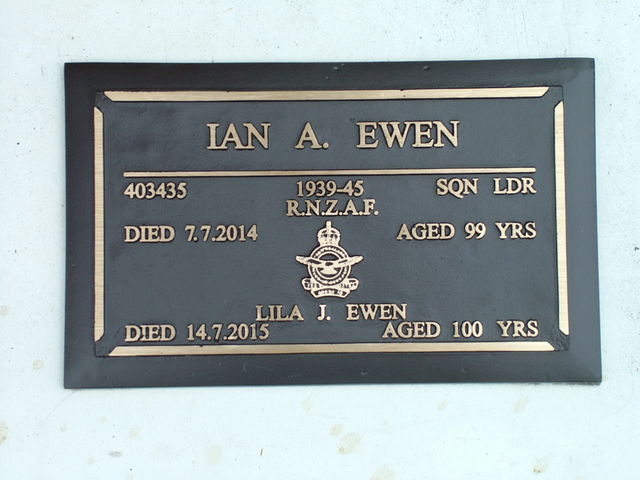 IAN A. EWEN
403435 1939-45 SQN LDR
R.N.Z.A.F.
DIED 7.7.2014 AGED 99 YRS
LILA J. EWEN
DIED 14.7.2015 AGED 100 YRS